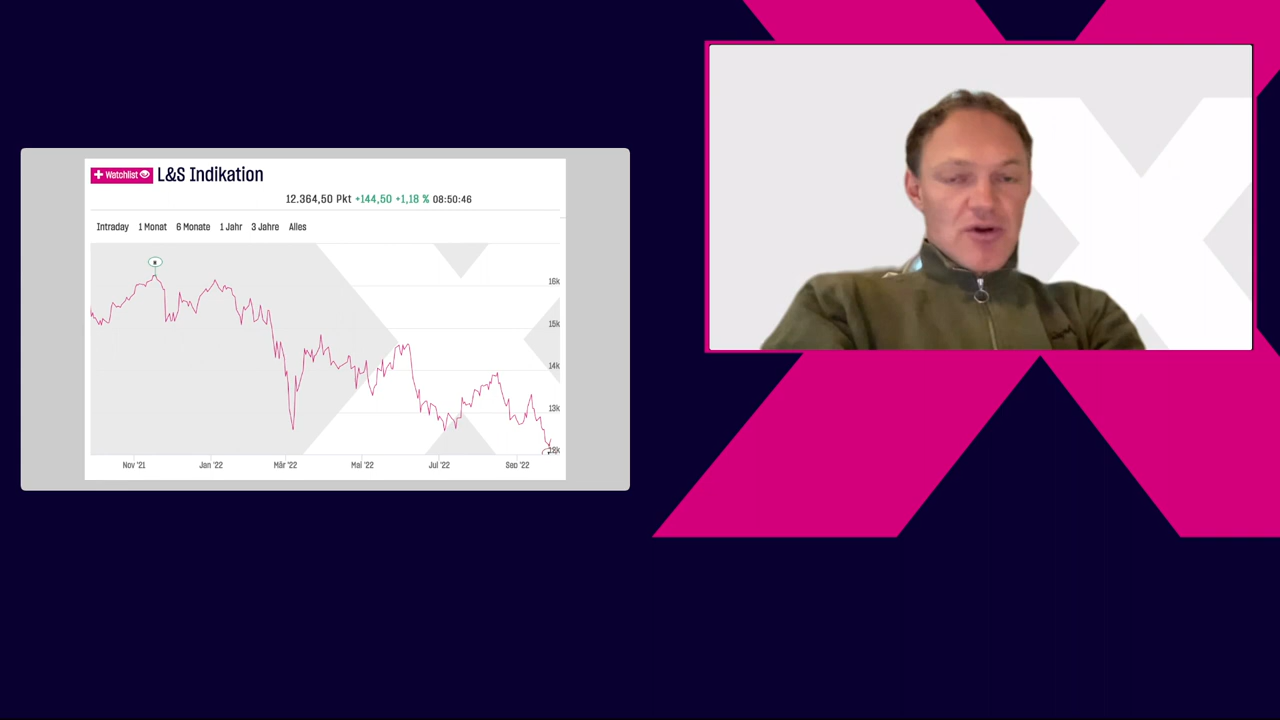 Watchlist L&S Indikation
12.364,50 Pkt +144,50 +1,18 % 08:50:46
Intraday 1 Monat 6 Monate 1 Jahr 3 Jahre Alles
16k
15k
14k
13k
12k
Nov '21 Jan '22 Mär '22 Mai '22 Jul '22 Sep '22